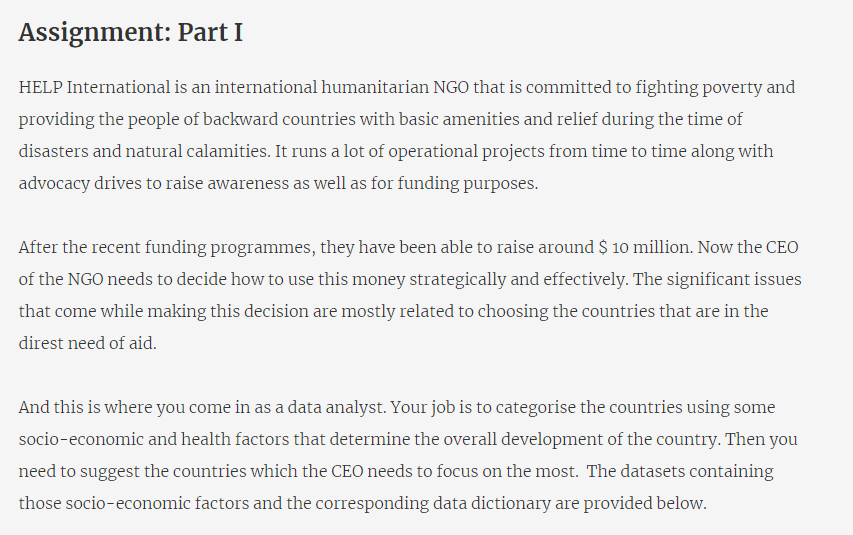 Assignment: Part I
HELP International is an international humanitarian NGO that is committed to fighting poverty and
providing the people of backward countries with basic amenities and relief during the time of
disasters and natural calamities. It runs a lot of operational projects from time to time along with
advocacy drives to raise awareness as well as for funding purposes.
After the recent funding programmes, they have been able to raise around $ 10 million. Now the CEO
of the NGO needs to decide how to use this money strategically and effectively. The significant issues
that come while making this decision are mostly related to choosing the countries that are in the
direst need of aid.
And this is where you come in as a data analyst. Your job is to categorise the countries using some
socio-economic and health factors that determine the overall development of the country. Then you
need to suggest the countries which the CEO needs to focus on the most.  The datasets containing
those socio-economic factors and the corresponding data dictionary are provided below.